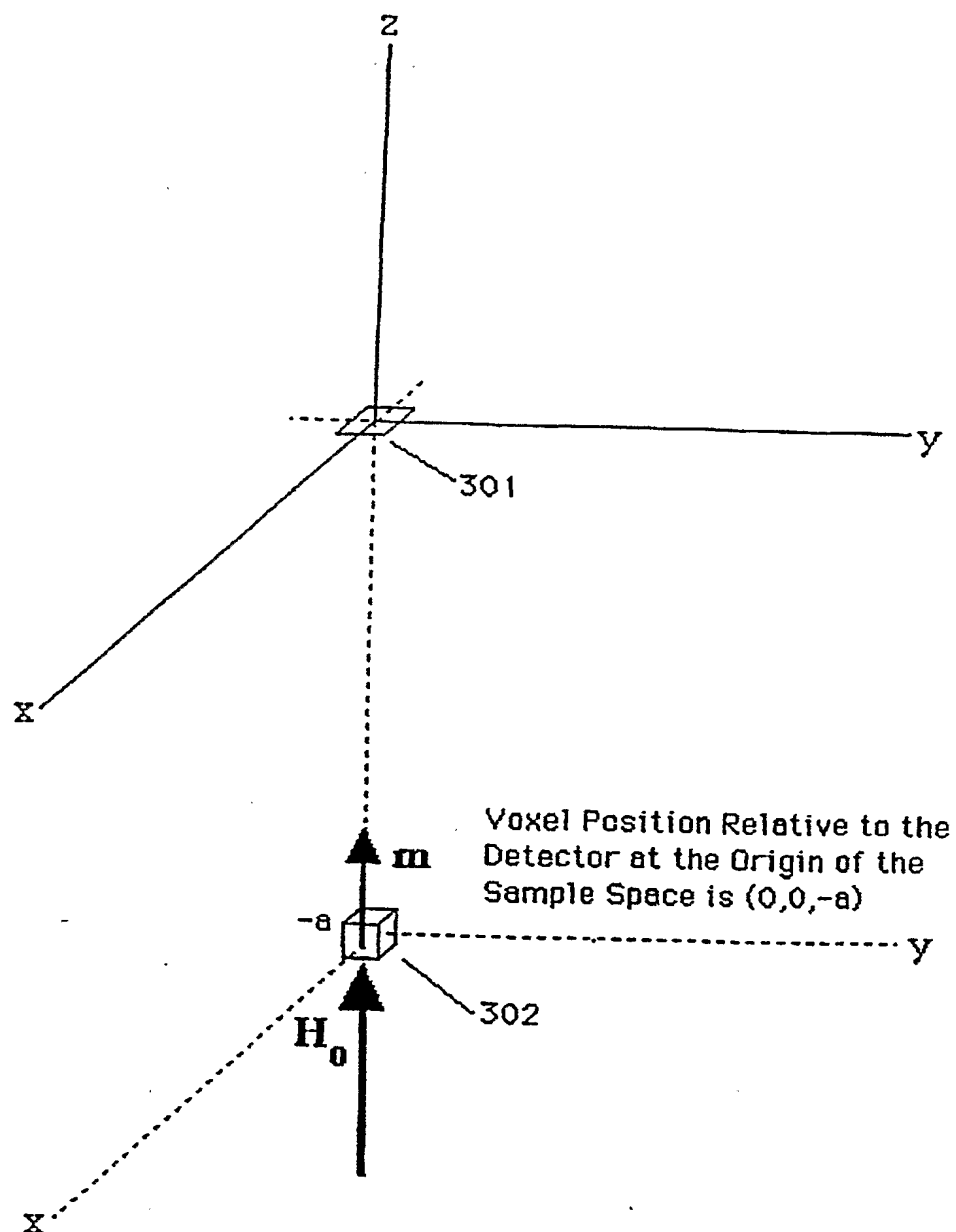 z
y
301
x
Voxel Position Relative to the
Detector at the Origin of the
Sample Space is (0,0,-a)
m
-a
y
302
H0
x